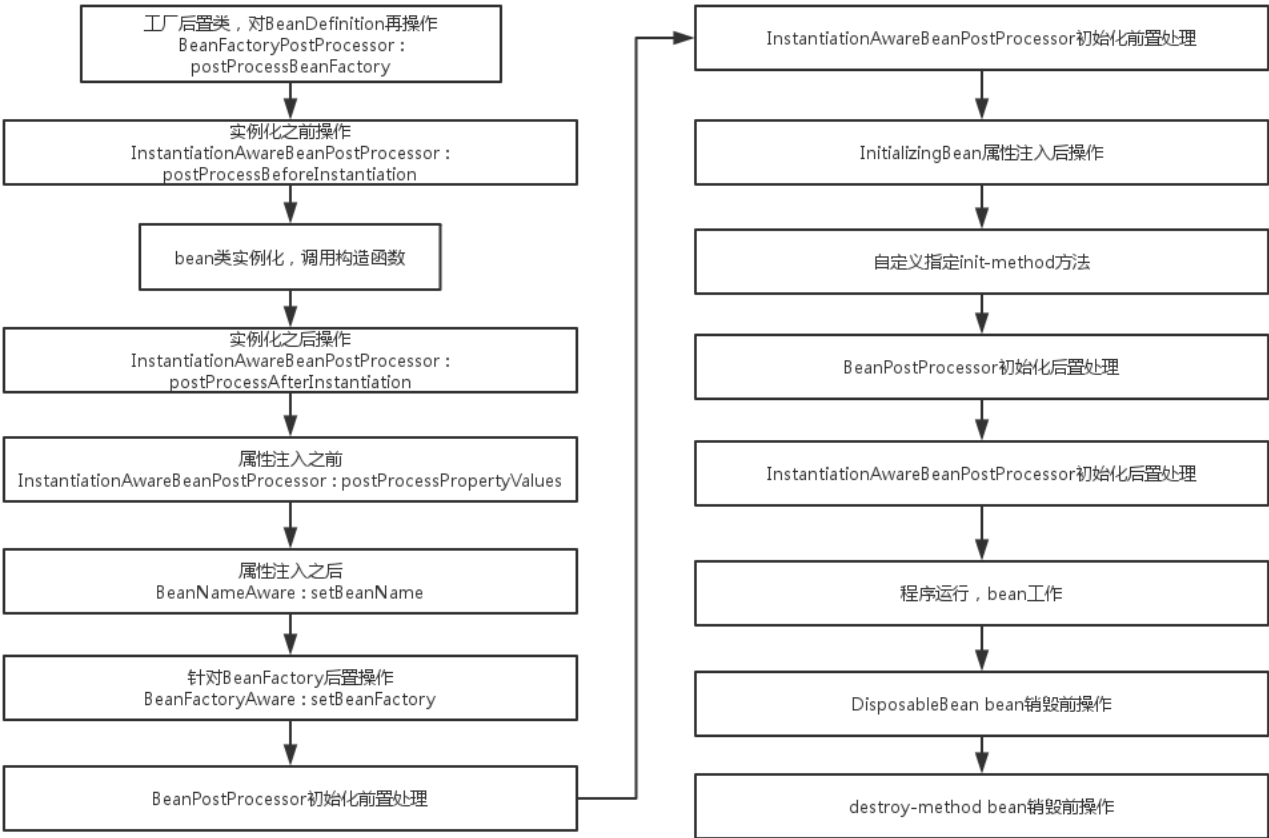 工厂后置类，对BeanDefinition再操作
BeanFactoryPostProcessor：
postProcessBeanFactory
实例化之前操作
InstantiationAwareBeanPostProcessor：
postProcessBeforeInstantiation
bean类实例化，调用构造函数
实例化之后操作
InstantiationAwareBeanPostProcessor：
postProcessAfterInstantiation
属性注入之前
InstantiationAwareBeanPostProcessor：postProcessPropertyValues
属性注入之后
BeanNameAware：setBeanName
针对BeanFactory后置操作
BeanFactoryAware：setBeanFactory
BeanPostProcessor初始化前置处理
InstantiationAwareBeanPostProcessor初始化前置处理
InitializingBean属性注入后操作
自定义指定init-method方法
BeanPostProcessor初始化后置处理
InstantiationAwareBeanPostProcessor初始化后置处理
程序运行，bean工作
DisposableBean bean销毁前操作
destroy-method bean销毁前操作